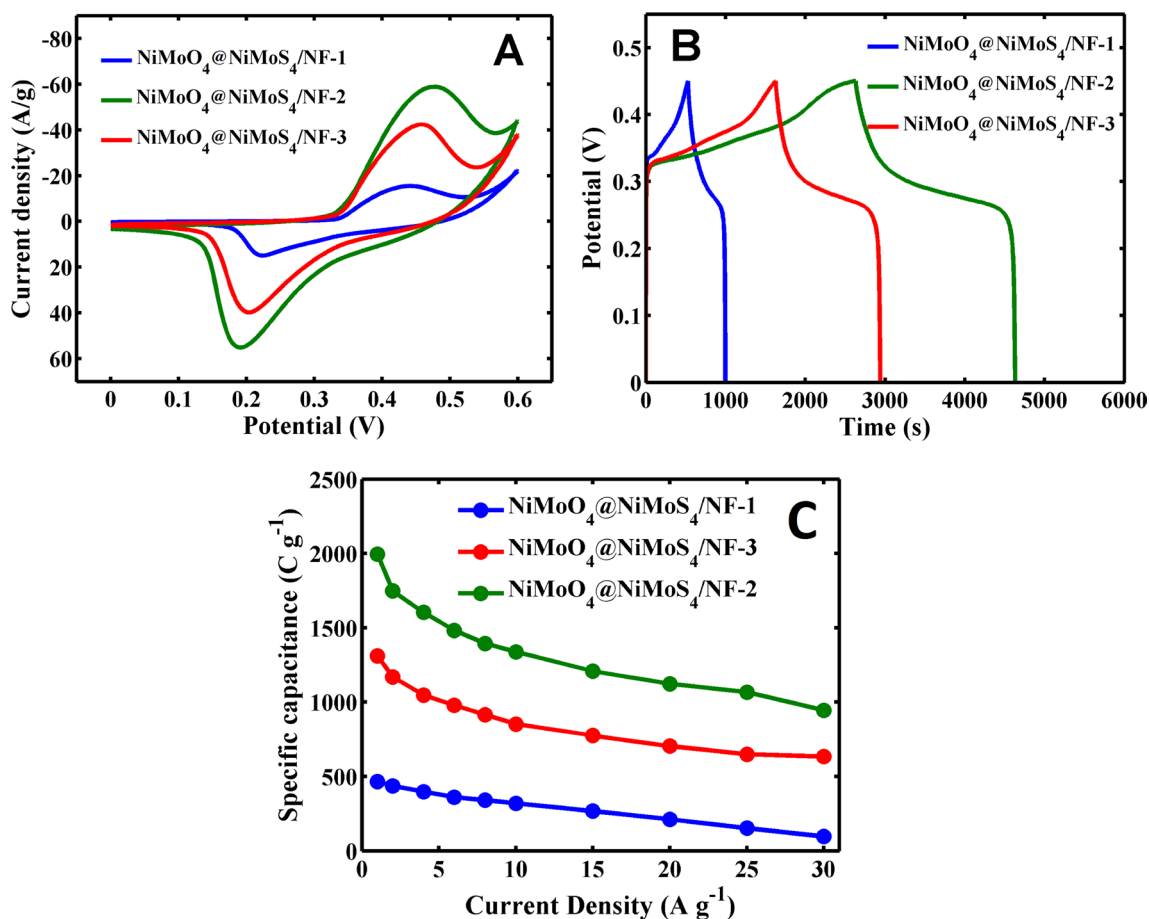 A
NiMoO4@NiMoS4/NF-1
NiMoO4@NiMoS4/NF-2
NiMoO4@NiMoS4/NF-3
Current density (A/g)
-80
-60
-40
-20
0
20
40
60
0
0.1
0.2
0.3
0.4
0.5
0.6
Potential (V)
B
NiMoO4@NiMoS4/NF-1
NiMoO4@NiMoS4/NF-2
NiMoO4@NiMoS4/NF-3
Potential (V)
0.5
0.4
0.3
0.2
0.1
0
0
1000
2000
3000
4000
5000
6000
Time (s)
C
NiMoO4@NiMoS4/NF-1
NiMoO4@NiMoS4/NF-3
NiMoO4@NiMoS4/NF-2
Specific capacitance (C g-1)
2500
2000
1500
1000
500
0
0
5
10
15
20
25
30
Current Density (A g-1)